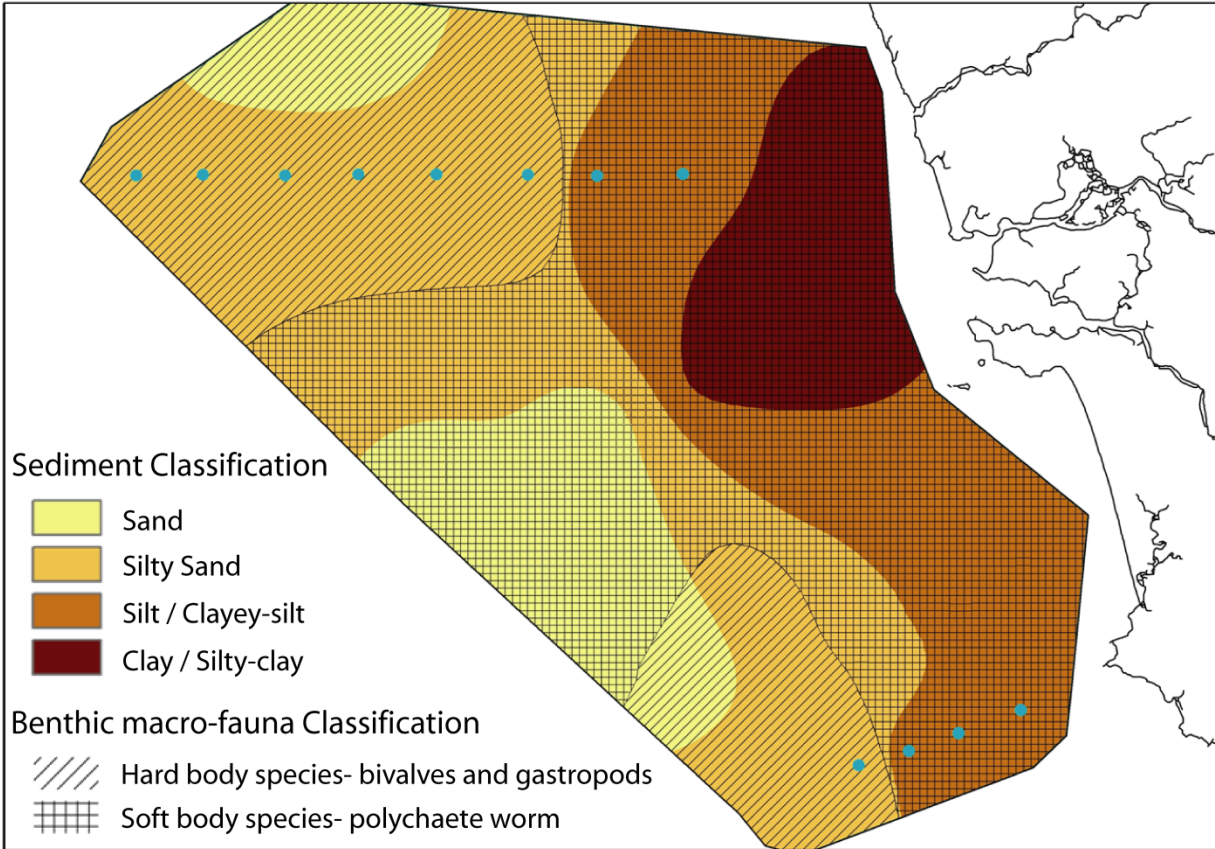 Sediment Classification
Sand
Silty Sand
Silt / Clayey-silt
Clay / Silty-clay
Benthic macro-fauna Classification
Hard body species- bivalves and gastropods
Soft body species- polychaete worm